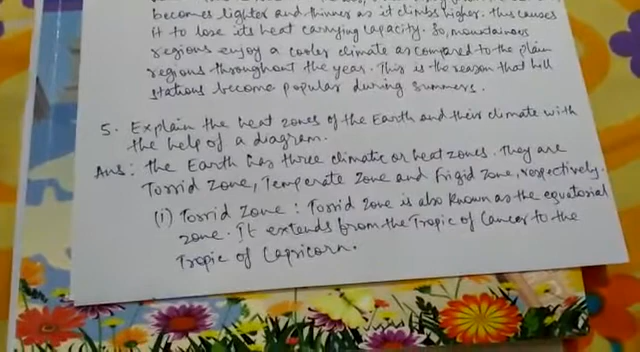 becomes lighter and thinner as it climbs higher. This causes
it to lose its heat carrying capacity. So, mountainous
regions enjoy a cooler climate as compared to the plain
regions throughout the year. This is the reason that hill
stations become popular during summers.
5. Explain the heat zones of the Earth and their climate with
the help of a diagram.
Ans: The Earth has three climatic or heat zones. They are
Torrid Zone, Temperate Zone and Frigid Zone, respectively.
(i) Torrid Zone: Torrid Zone is also known as the equatorial
zone. It extends from the Tropic of Cancer to the
Tropic of Capricorn.